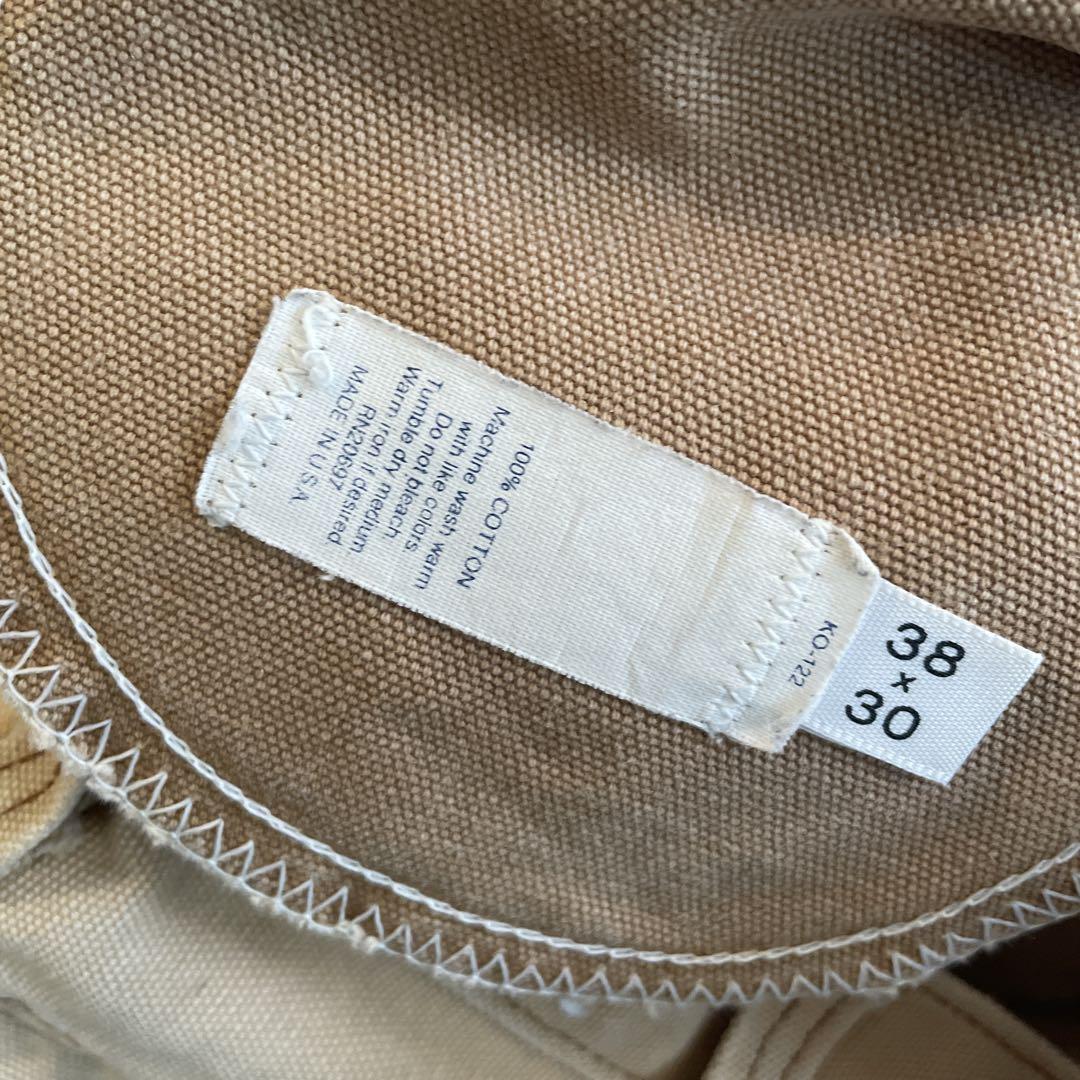 100% COTTON
Machine wash warm
with like colors.
Do not bleach.
Tumble dry medium.
Warm iron if desired.
RN20697
MADE IN U.S.A.
KO-122
38
×
30